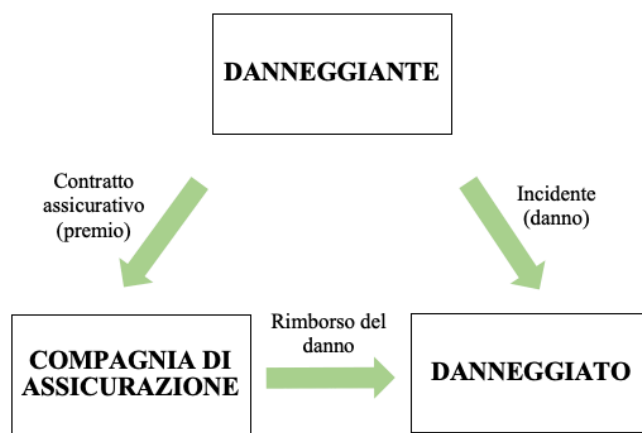 DANNEGGIANTE
Contratto
assicurativo
(premio)
Incidente
(danno)
Rimborso del
danno
COMPAGNIA DI
ASSICURAZIONE
DANNEGGIATO